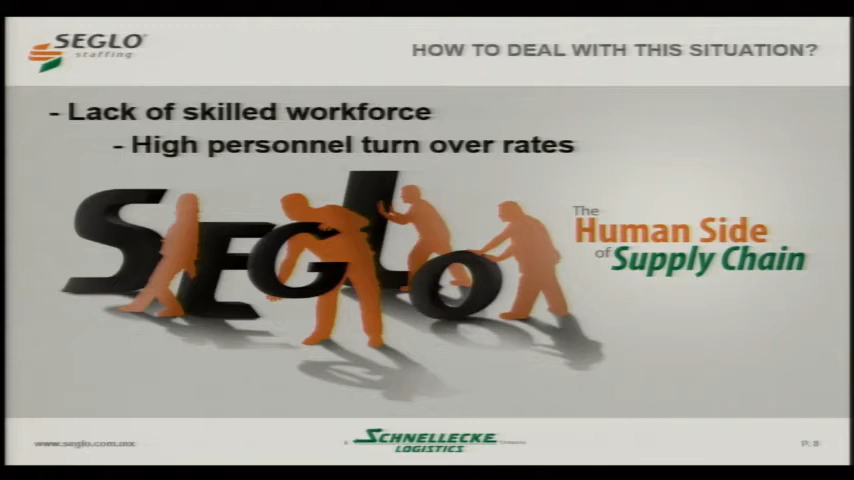 SEGLO
staffing
HOW TO DEAL WITH THIS SITUATION?
- Lack of skilled workforce
- High personnel turn over rates
SEGLO
The
Human Side
of Supply Chain
www.seglo.com.mx
A SCHNELLECKE
LOGISTICS
P. 8